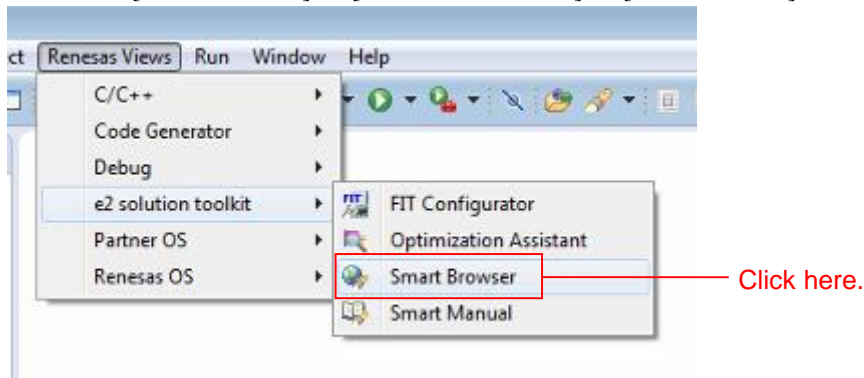 ct Renesas Views Run Window Help
C/C++
Code Generator
Debug
e2 solution toolkit
Partner OS
Renesas OS
FIT FIT Configurator
Optimization Assistant
Smart Browser
Smart Manual
Click here.